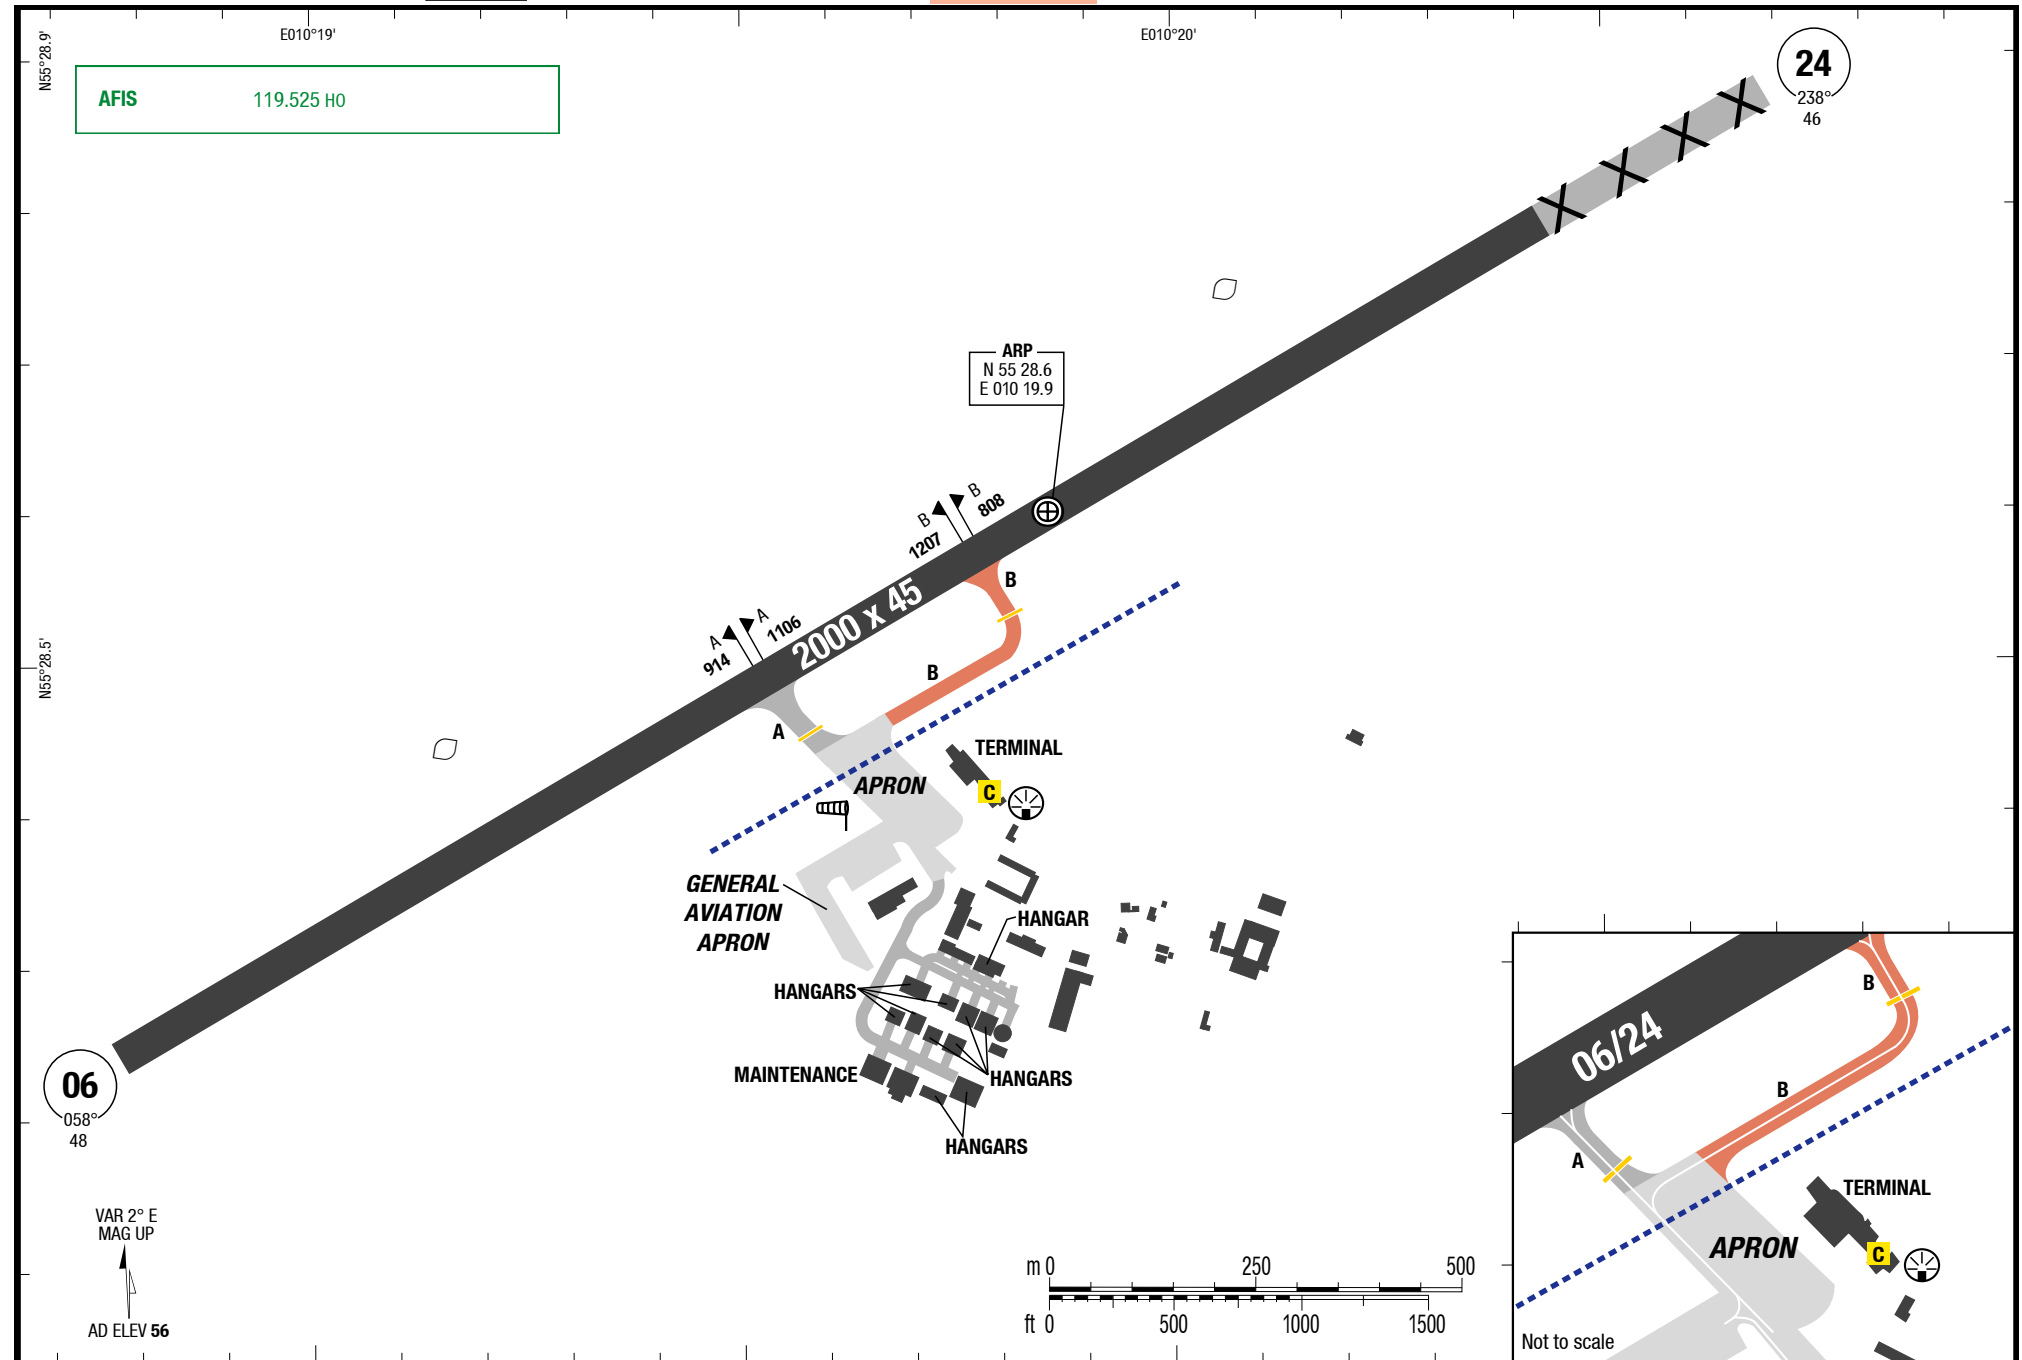 E010°19'
E010°20'
N55°28.9'
AFIS 119.525 HO
24
238°
46
ARP
N 55 28.6
E 010 19.9
B
808
B
1207
A
1106
A
914
2000 x 45
B
B
A
N55°28.5'
TERMINAL
C
APRON
GENERAL
AVIATION
APRON
HANGAR
HANGARS
MAINTENANCE
HANGARS
HANGARS
06
058°
48
VAR 2° E
MAG UP
AD ELEV 56
m 0 250 500
ft 0 500 1000 1500
06/24
B
B
A
TERMINAL
C
APRON
Not to scale